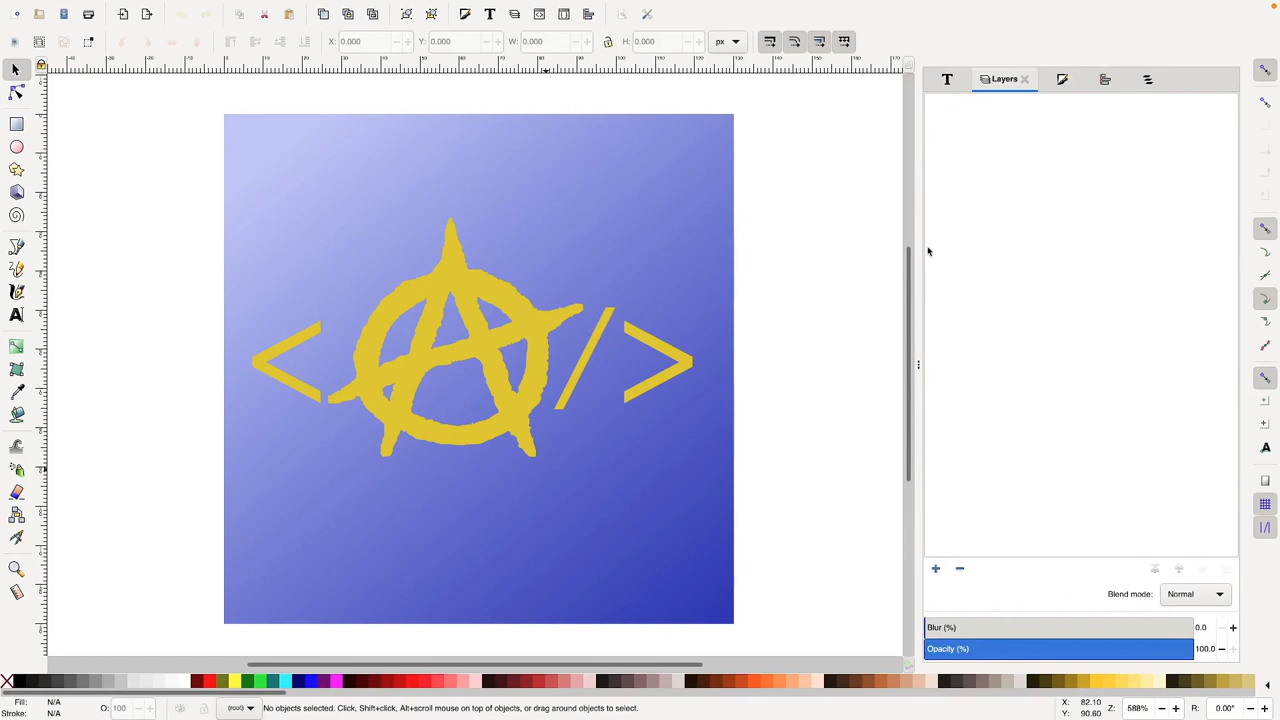 X: 0.000 − + Y: 0.000 − + W: 0.000 − + H: 0.000 − + px
Layers
<A/>
Blend mode: Normal
Blur (%) 0.0 − +
Opacity (%) 100.0 − +
Fill: N/A
Stroke: N/A
O: 100 − +
(root)
No objects selected. Click, Shift+click, Alt+scroll mouse on top of objects, or drag around objects to select.
X: 82.10
Y: 90.60
Z: 588% − +
R: 0.00° − +